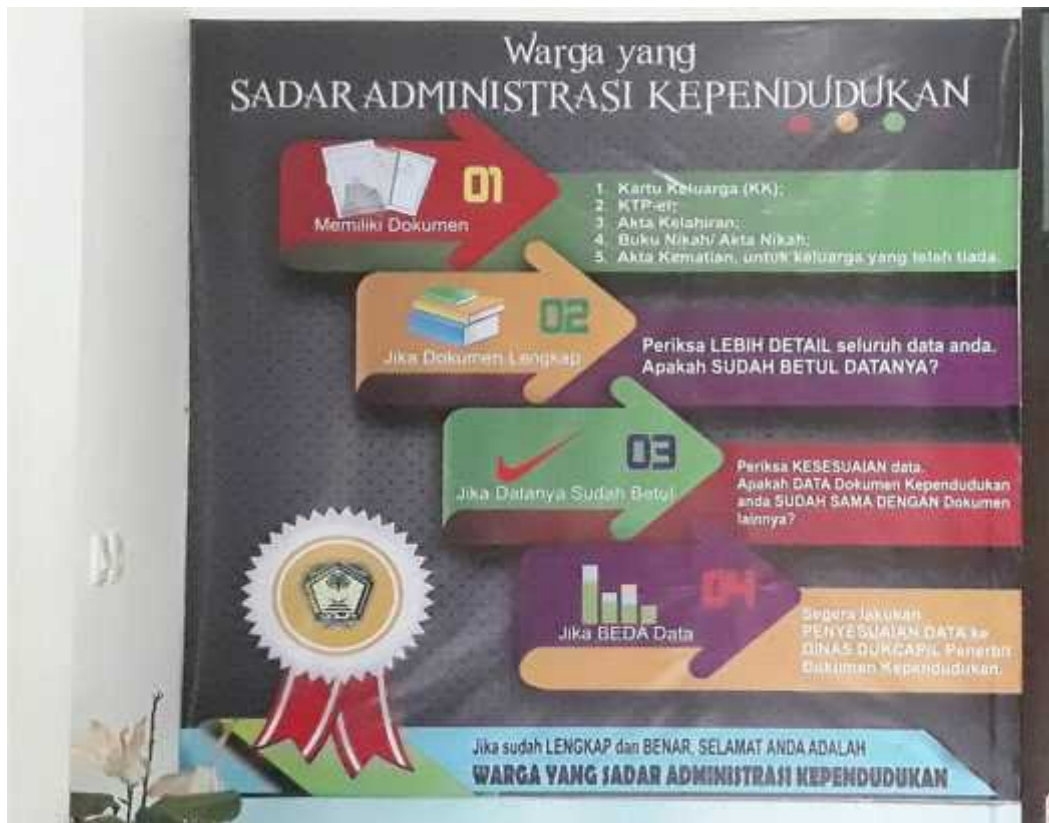 Warga yang
SADAR ADMINISTRASI KEPENDUDUKAN
01
Memiliki Dokumen
1. Kartu Keluarga (KK);
2. KTP-el;
3. Akta Kelahiran;
4. Buku Nikah/ Akta Nikah;
5. Akta Kematian, untuk keluarga yang telah tiada.
02
Jika Dokumen Lengkap
Periksa LEBIH DETAIL seluruh data anda.
Apakah SUDAH BETUL DATANYA?
03
Jika Datanya Sudah Betul
Periksa KESESUAIAN data.
Apakah DATA Dokumen Kependudukan
anda SUDAH SAMA DENGAN Dokumen
lainnya?
04
Jika BEDA Data
Segera lakukan
PENYESUAIAN DATA ke
DINAS DUKCAPIL Penerbit
Dokumen Kependudukan.
Jika sudah LENGKAP dan BENAR, SELAMAT ANDA ADALAH
WARGA YANG SADAR ADMINISTRASI KEPENDUDUKAN